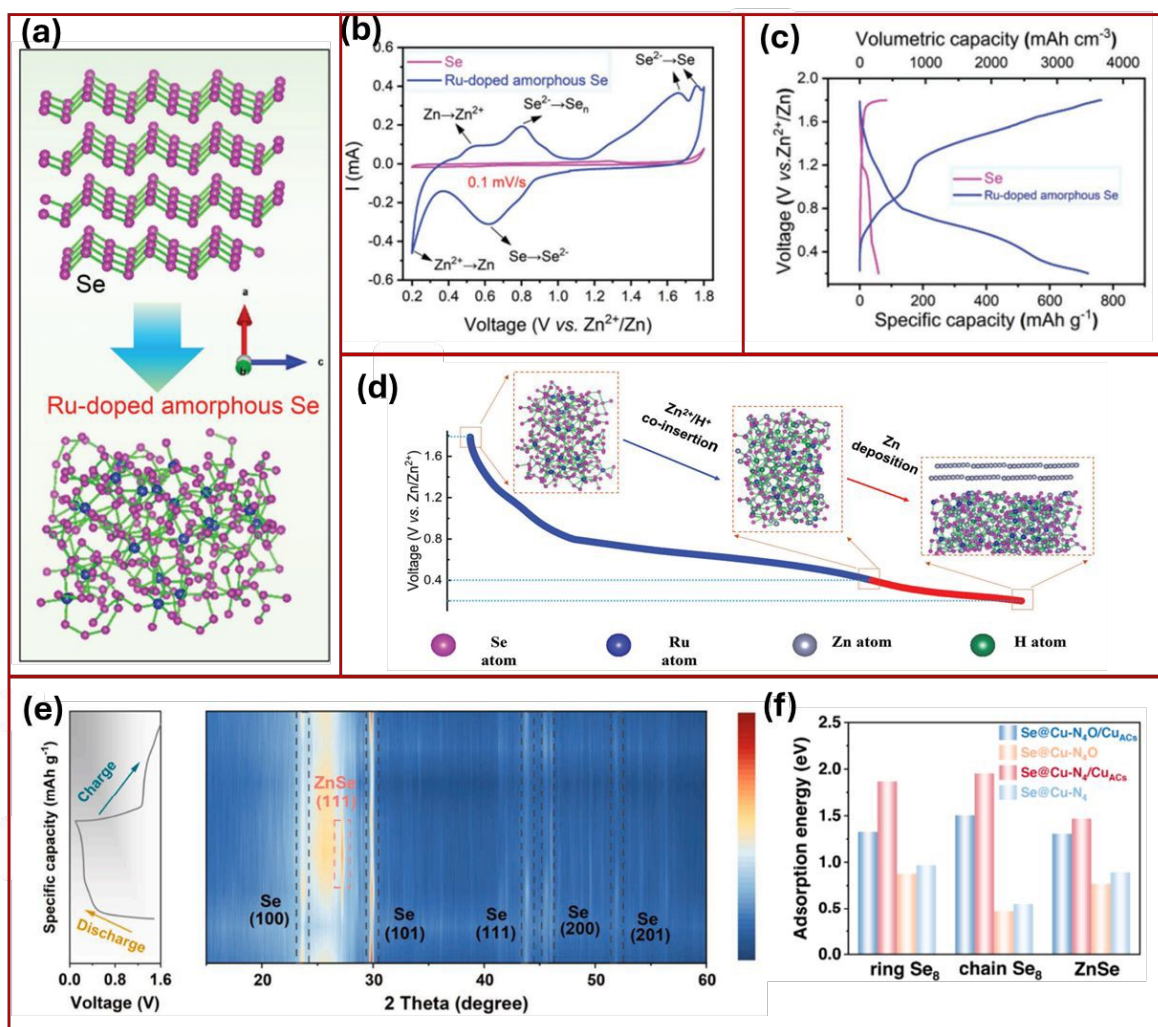 (a)
Se
a
b
c
Ru-doped amorphous Se
(b)
0.6
0.4
0.2
0.0
-0.2
-0.4
-0.6
I (mA)
Se
Ru-doped amorphous Se
Se²⁻→Se
Zn→Zn²⁺
Se²⁻→Seₙ
0.1 mV/s
Zn²⁺→Zn
Se→Se²⁻
0.2 0.4 0.6 0.8 1.0 1.2 1.4 1.6 1.8
Voltage (V vs. Zn²⁺/Zn)
(c)
Volumetric capacity (mAh cm⁻³)
0 1000 2000 3000 4000
2.0
1.6
1.2
0.8
0.4
Voltage (V vs.Zn²⁺/Zn)
Se
Ru-doped amorphous Se
0 200 400 600 800
Specific capacity (mAh g⁻¹)
(d)
1.6
1.2
0.8
0.4
Voltage (V vs. Zn/Zn²⁺)
Zn²⁺/H⁺
co-insertion
Zn
deposition
Se
atom
Ru
atom
Zn atom
H atom
(e)
Specific capacity (mAh g⁻¹)
Charge
Discharge
0.0 0.8 1.6
Voltage (V)
ZnSe
(111)
Se
(100)
Se
(101)
Se
(111)
Se
(200)
Se
(201)
20 30 40 50 60
2 Theta (degree)
(f)
2.5
2.0
1.5
1.0
0.5
0.0
Adsorption energy (eV)
Se@Cu-N₄O/Cu_ACs
Se@Cu-N₄O
Se@Cu-N₄/Cu_ACs
Se@Cu-N₄
ring Se₈ chain Se₈ ZnSe